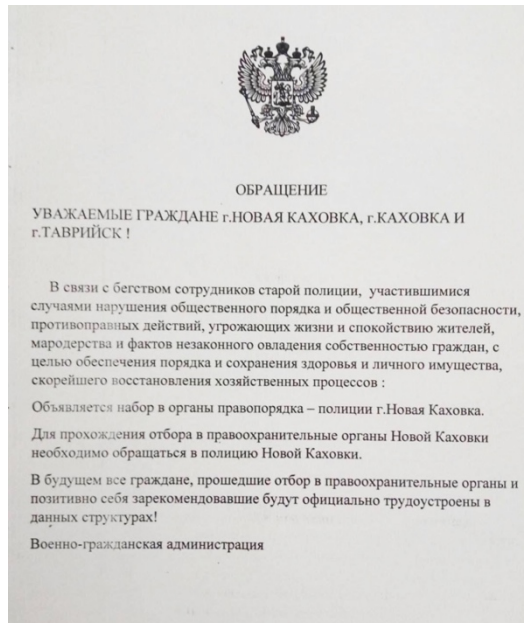 ОБРАЩЕНИЕ
УВАЖАЕМЫЕ ГРАЖДАНЕ г.НОВАЯ КАХОВКА, г.КАХОВКА И
г.ТАВРИЙСК !
В связи с бегством сотрудников старой полиции, участившимися
случаями нарушения общественного порядка и общественной безопасности,
противоправных действий, угрожающих жизни и спокойствию жителей,
мародерства и фактов незаконного овладения собственностью граждан, с
целью обеспечения порядка и сохранения здоровья и личного имущества,
скорейшего восстановления хозяйственных процессов :
Объявляется набор в органы правопорядка – полиции г.Новая Каховка.
Для прохождения отбора в правоохранительные органы Новой Каховки
необходимо обращаться в полицию Новой Каховки.
В будущем все граждане, прошедшие отбор в правоохранительные органы и
позитивно себя зарекомендовавшие будут официально трудоустроены в
данных структурах!
Военно-гражданская администрация